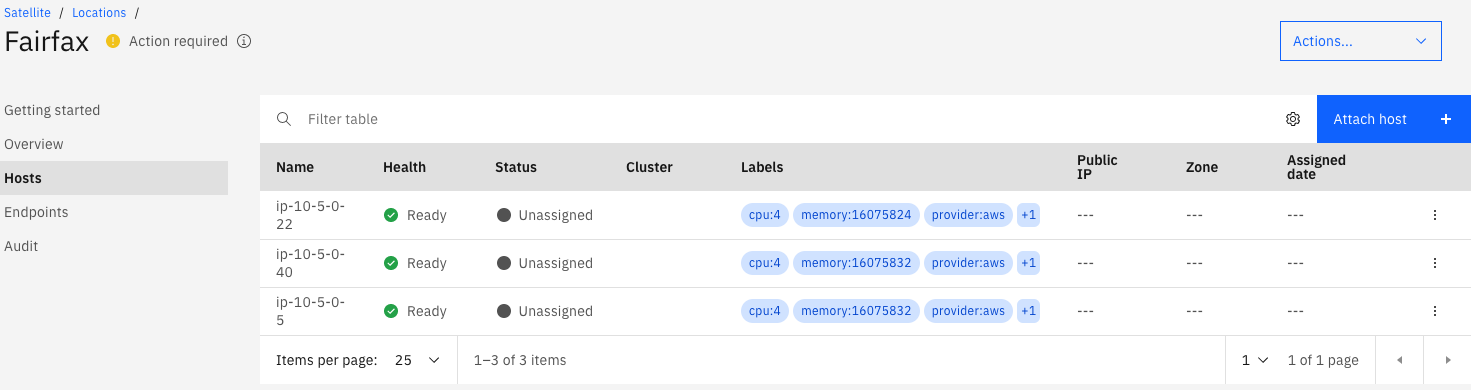 Satellite / Locations /
Fairfax Action required
Actions...
Getting started
Overview
Hosts
Endpoints
Audit
Filter table
Attach host +
Name Health Status Cluster Labels Public IP Zone Assigned date
ip-10-5-0-22 Ready Unassigned cpu:4 memory:16075824 provider:aws +1 --- --- ---
ip-10-5-0-40 Ready Unassigned cpu:4 memory:16075832 provider:aws +1 --- --- ---
ip-10-5-0-5 Ready Unassigned cpu:4 memory:16075832 provider:aws +1 --- --- ---
Items per page: 25 1–3 of 3 items 1 1 of 1 page